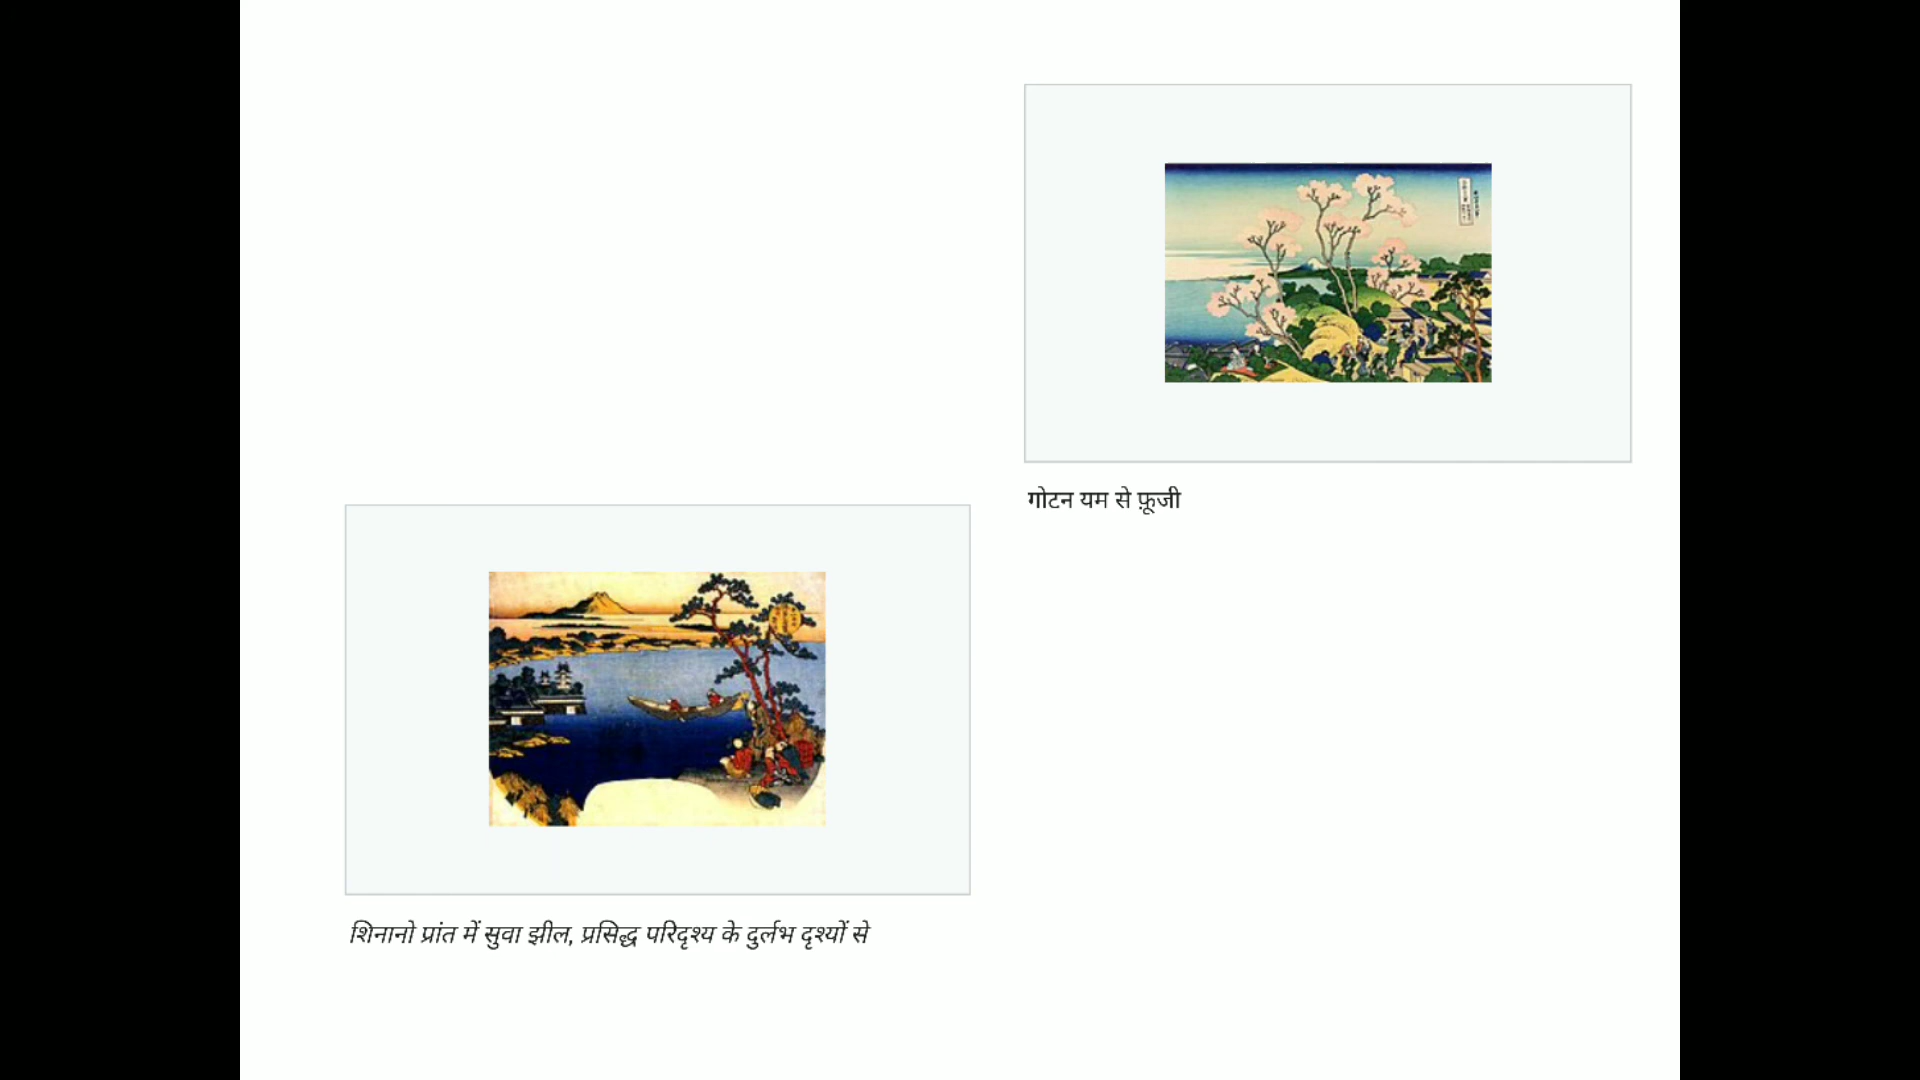 गोटन यम से फ़ूजी
शिनानो प्रांत में सुवा झील, प्रसिद्ध परिदृश्य के दुर्लभ दृश्यों से